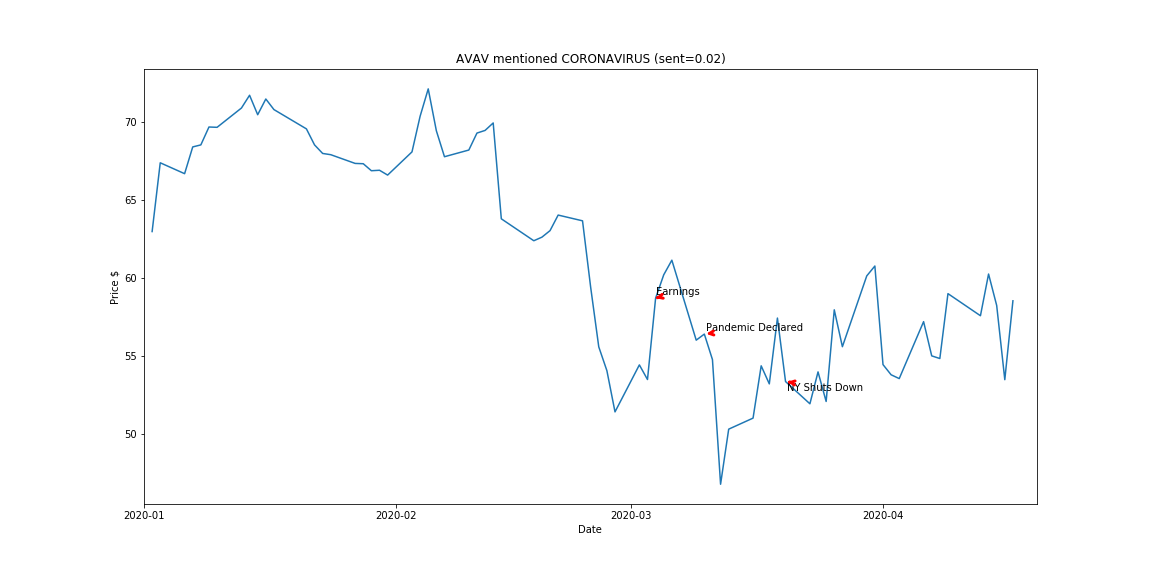 AVAV mentioned CORONAVIRUS (sent=0.02)
Price $
70
65
60
55
50
Earnings
Pandemic Declared
NY Shuts Down
2020-01
2020-02
2020-03
2020-04
Date